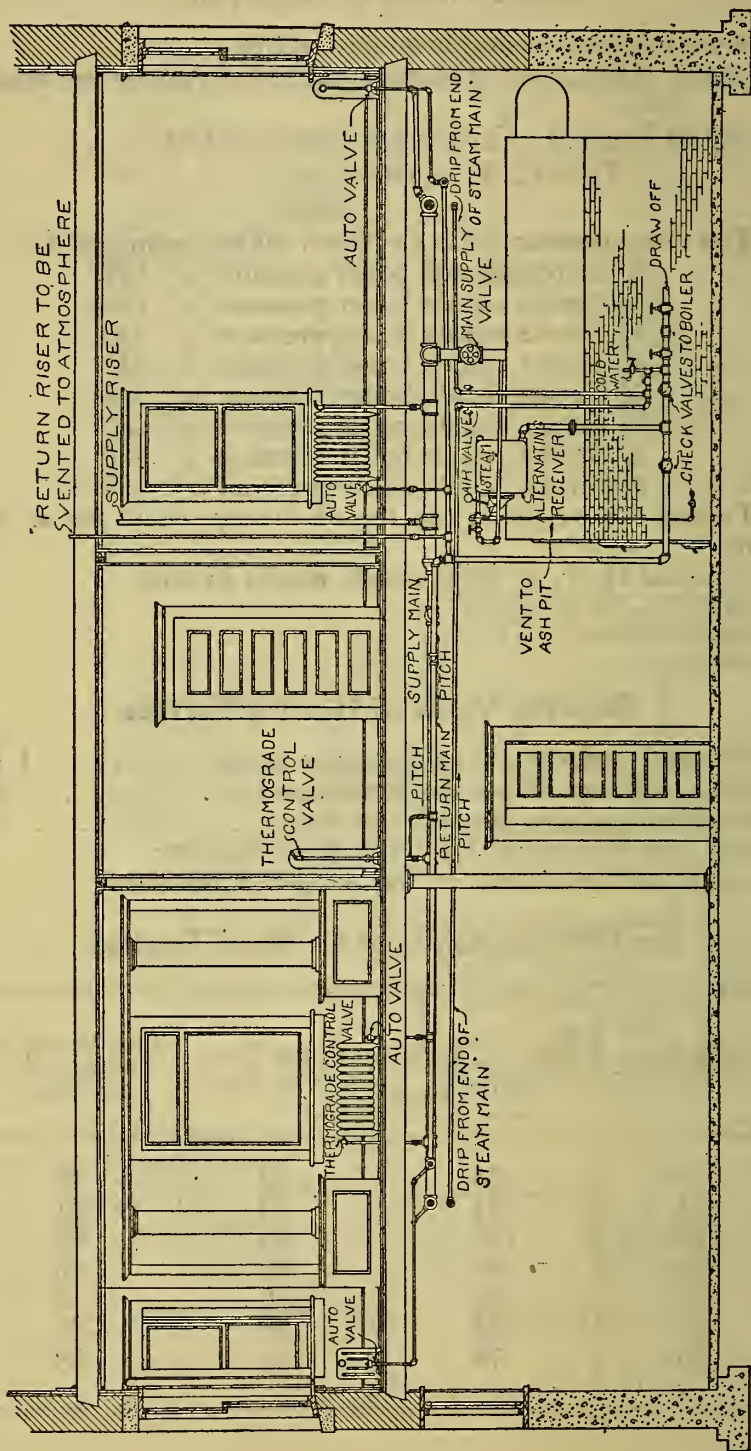 RETURN RISER TO BE
VENTED TO ATMOSPHERE
SUPPLY RISER
AUTO VALVE
AUTO
VALVE
THERMOGRADE
CONTROL
VALVE
THERMOGRADE CONTROL
VALVE
AUTO
VALVE
AUTO VALVE
SUPPLY MAIN
PITCH
RETURN MAIN
PITCH
PITCH
DRIP FROM END
OF STEAM MAIN
MAIN SUPPLY
VALVE
AIR VALVE
STEAM
ALTERNATING
RECEIVER
COLD
WATER
DRAW OFF
CHECK VALVES TO BOILER
VENT TO
ASH PIT
DRIP FROM END OF
STEAM MAIN